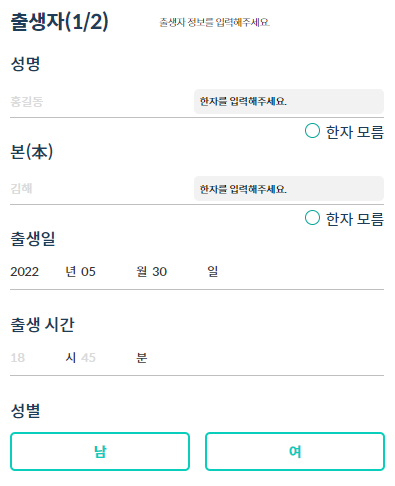 출생자(1/2) 출생자 정보를 입력해주세요.
성명
홍길동 한자를 입력해주세요.
한자 모름
본(本)
김해 한자를 입력해주세요.
한자 모름
출생일
2022 년 05 월 30 일
출생 시간
18 시 45 분
성별
남 여